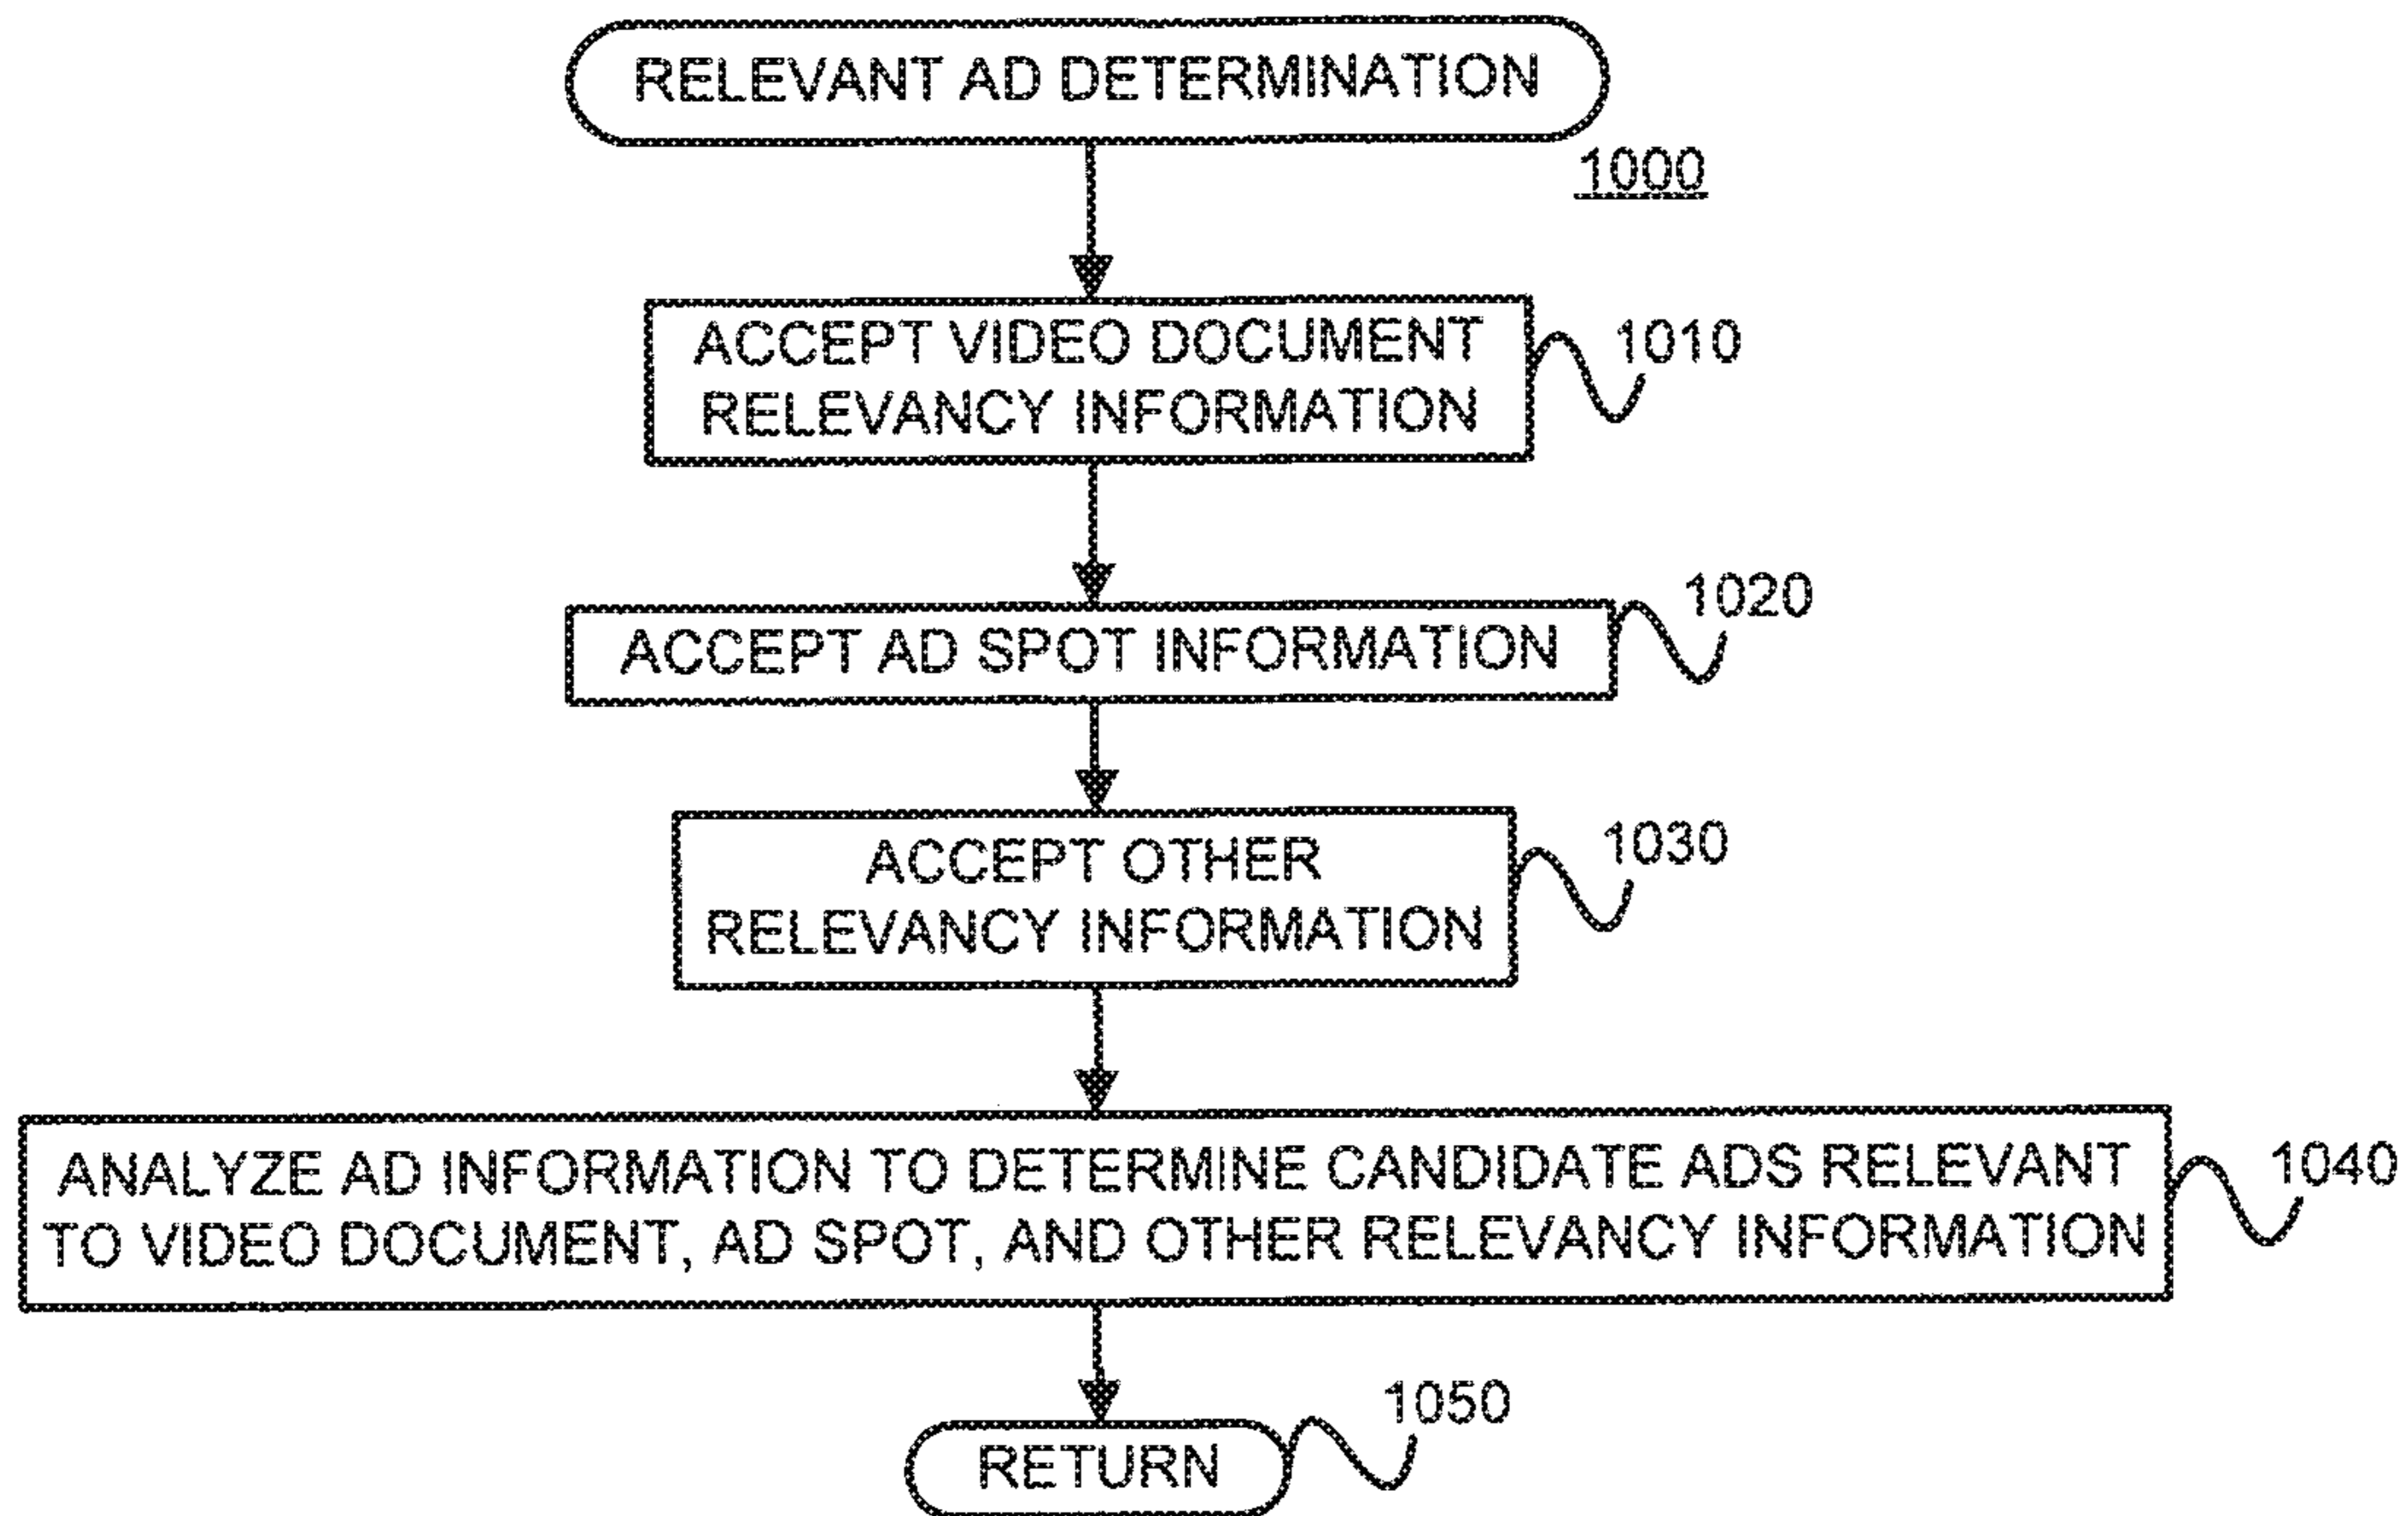 RELEVANT AD DETERMINATION
1000
ACCEPT VIDEO DOCUMENT
RELEVANCY INFORMATION
1010
ACCEPT AD SPOT INFORMATION
1020
ACCEPT OTHER
RELEVANCY INFORMATION
1030
ANALYZE AD INFORMATION TO DETERMINE CANDIDATE ADS RELEVANT
TO VIDEO DOCUMENT, AD SPOT, AND OTHER RELEVANCY INFORMATION
1040
RETURN
1050